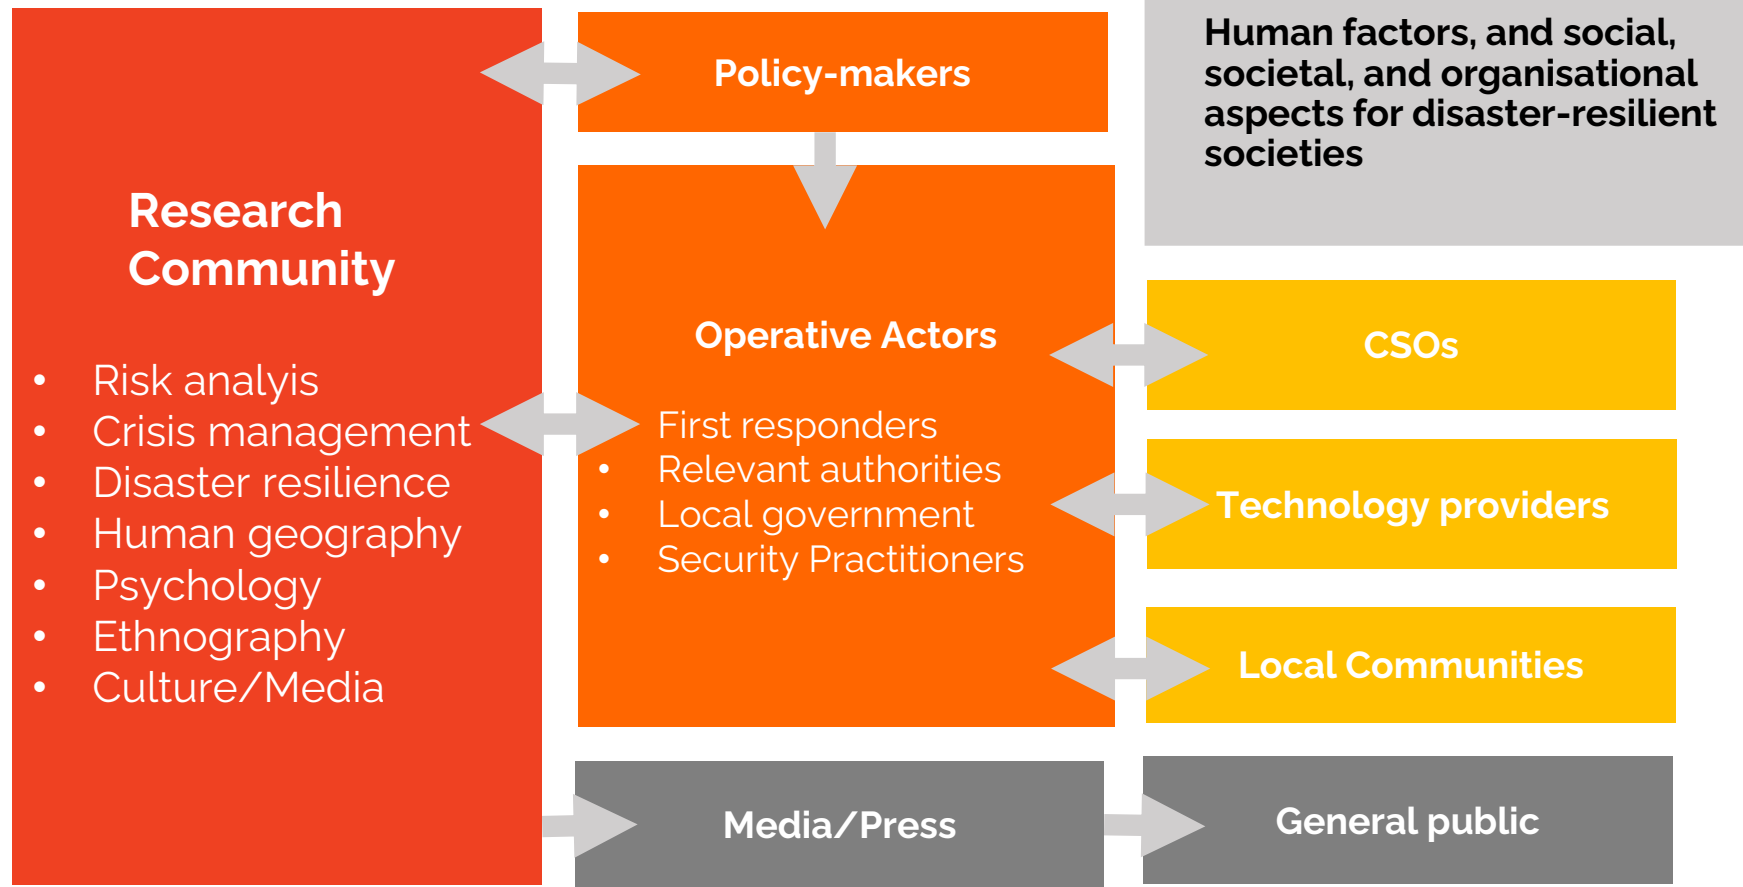 Research
Community
• Risk analyis
• Crisis management
• Disaster resilience
• Human geography
• Psychology
• Ethnography
• Culture/Media
Policy-makers
Operative Actors
First responders
• Relevant authorities
• Local government
• Security Practitioners
Human factors, and social,
societal, and organisational
aspects for disaster-resilient
societies
CSOs
Technology providers
Local Communities
Media/Press
General public